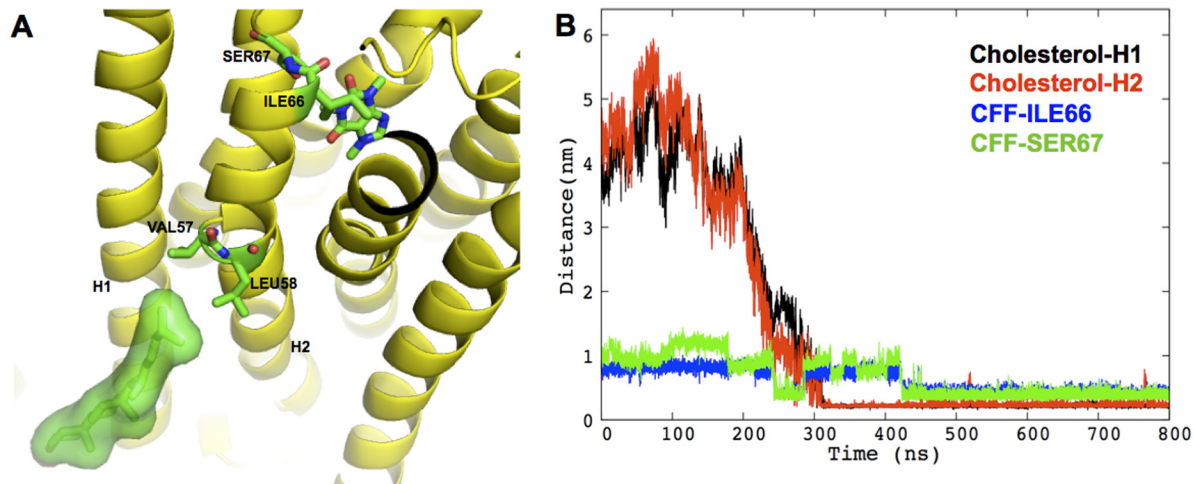 A
SER67
ILE66
VAL57
LEU58
H1
H2
B
Cholesterol-H1
Cholesterol-H2
CFF-ILE66
CFF-SER67
Distance(nm)
6
5
4
3
2
1
0
0 100 200 300 400 500 600 700 800
Time (ns)